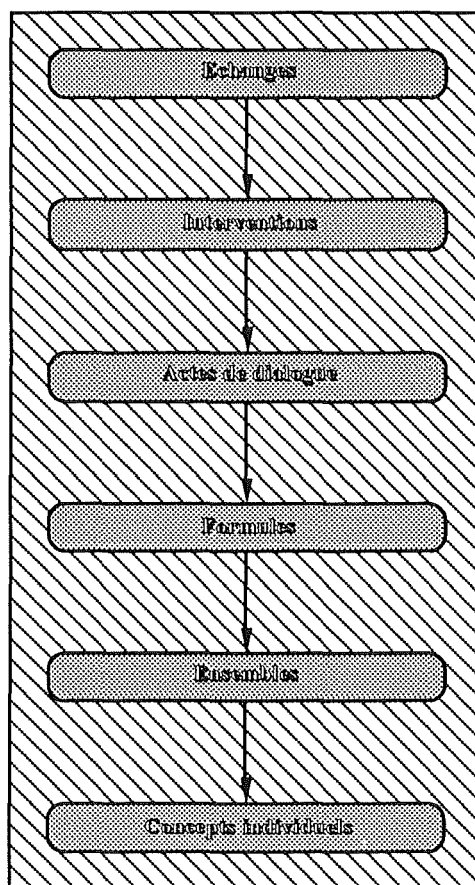 Echanges
Interventions
Actes de dialogue
Formules
Ensembles
Concepts individuels